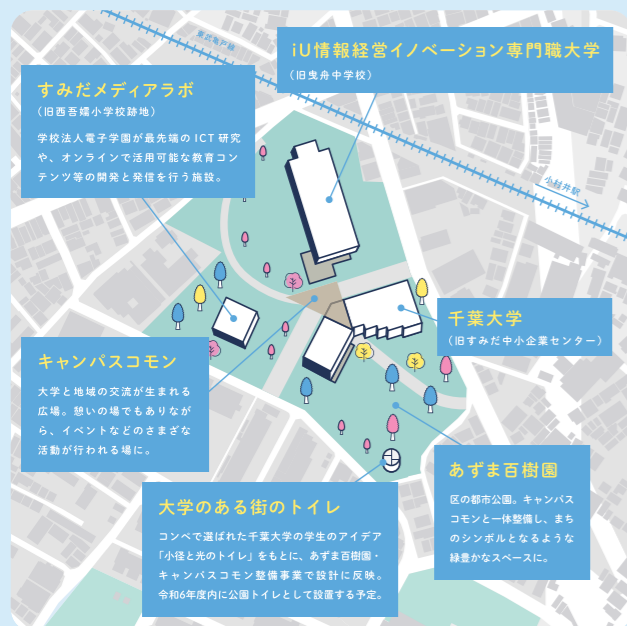 東武亀戸線
iU情報経営イノベーション専門職大学
（旧曳舟中学校）
すみだメディアラボ
（旧西吾嬬小学校跡地）
学校法人電子学園が最先端の ICT 研究
や、オンラインで活用可能な教育コン
テンツ等の開発と発信を行う施設。
小村井駅
千葉大学
（旧すみだ中小企業センター）
キャンパスコモン
大学と地域の交流が生まれる
広場。憩いの場でもありなが
ら、イベントなどのさまざな
活動が行われる場に。
あずま百樹園
区の都市公園。キャンパス
コモンと一体整備し、まち
のシンボルとなるような
緑豊かなスペースに。
大学のある街のトイレ
コンペで選ばれた千葉大学の学生のアイデア
「小径と光のトイレ」をもとに、あずま百樹園・
キャンパスコモン整備事業で設計に反映。
令和6年度内に公園トイレとして設置する予定。